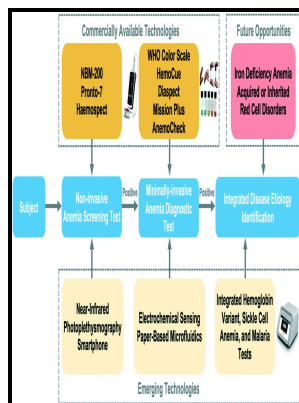 Commercially Available Technologies
Future Opportunities
NBM-200
Pronto-7
Haemospect
WHO Color Scale
HemoCue
Diaspect
Mission Plus
AnemoCheck
Iron Deficiency Anemia
Acquired or Inherited
Red Cell Disorders
Subject
Non-invasive
Anemia Screening Test
Positive
Minimally-invasive
Anemia Diagnostic
Test
Positive
Integrated Disease Etiology
Identification
Near-Infrared
Photoplethysmography
Smartphone
Electrochemical Sensing
Paper-Based Microfluidics
Integrated Hemoglobin
Variant, Sickle Cell
Anemia, and Malaria
Tests
Emerging Technologies